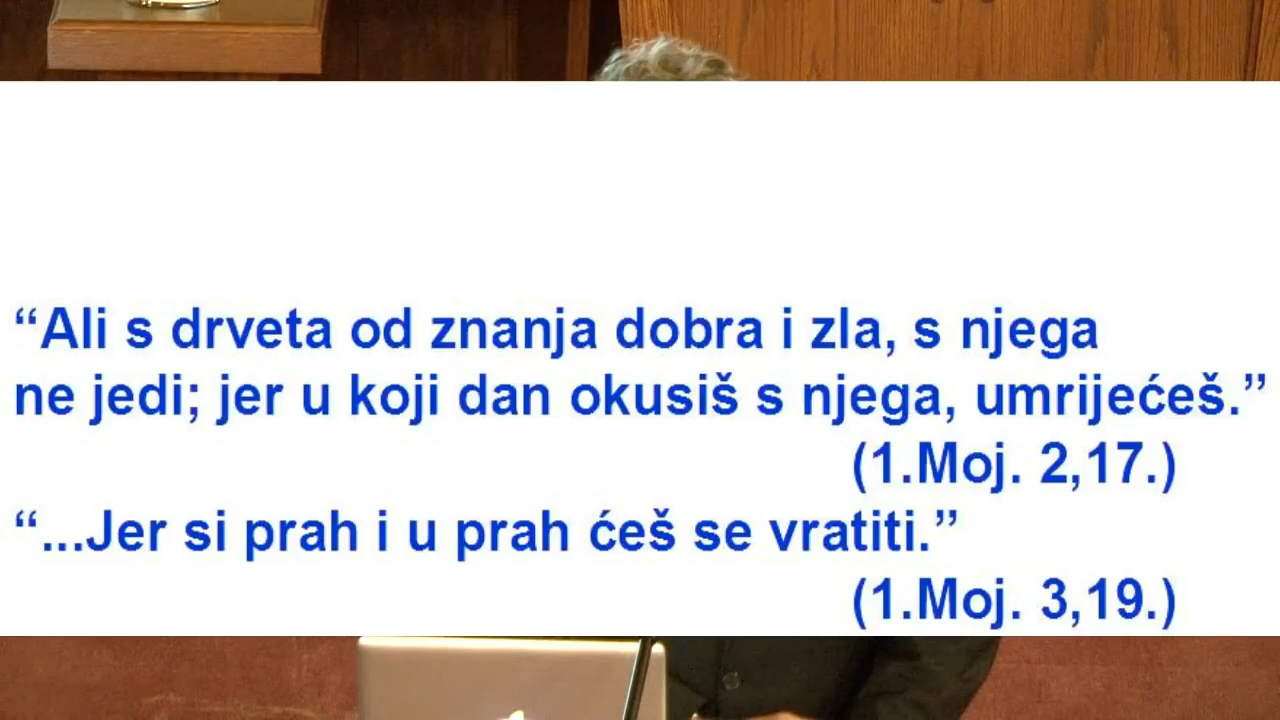 “Ali s drveta od znanja dobra i zla, s njega
ne jedi; jer u koji dan okusiš s njega, umrijećeš.”
(1.Moj. 2,17.)
“...Jer si prah i u prah ćeš se vratiti.”
(1.Moj. 3,19.)